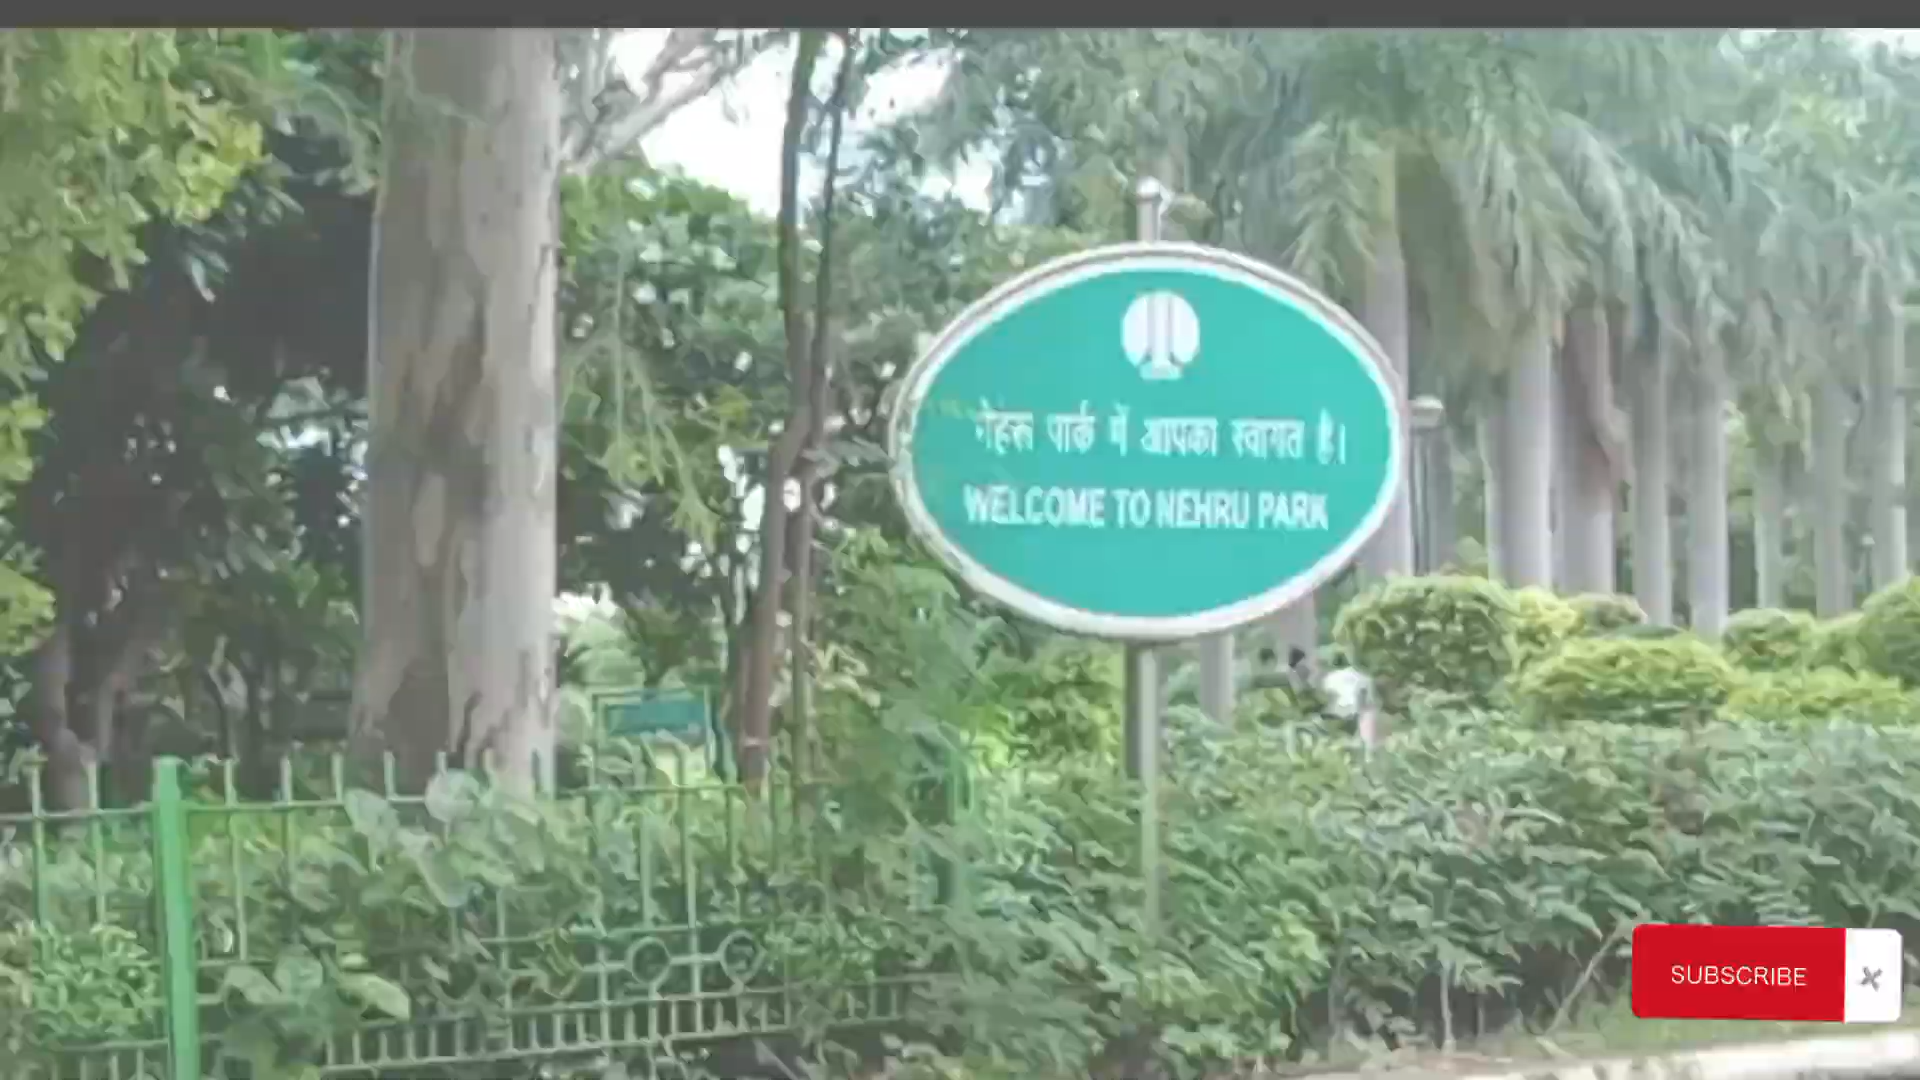 नेहरू पार्क में आपका स्वागत है।
WELCOME TO NEHRU PARK
SUBSCRIBE